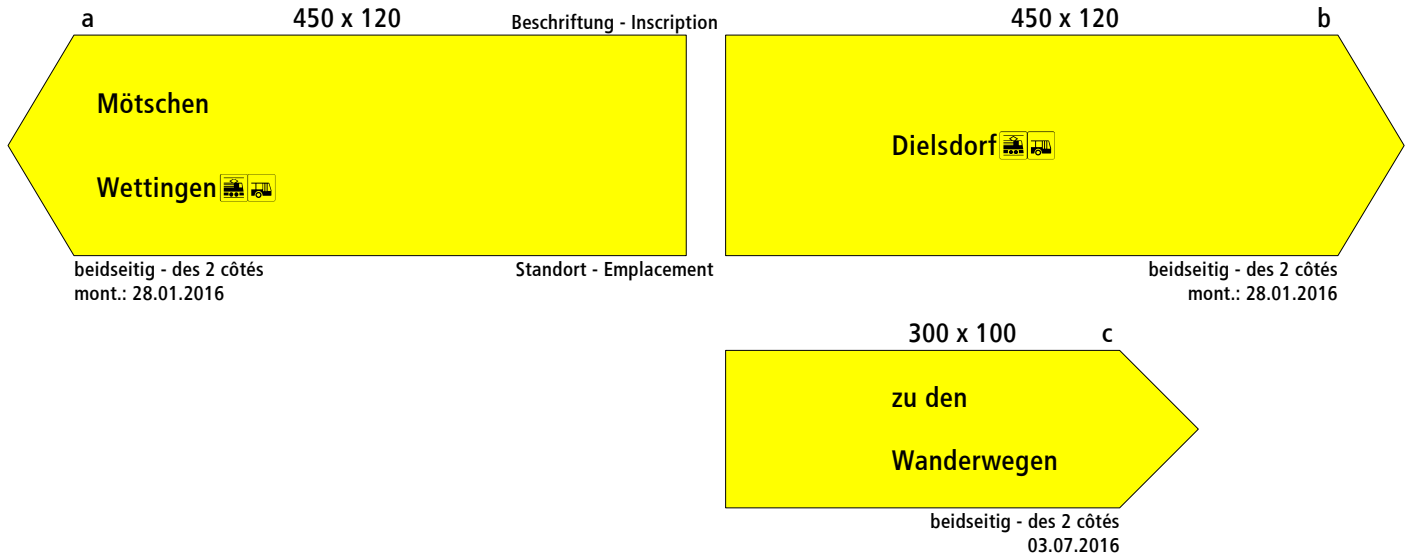 a 450 x 120 Beschriftung - Inscription 450 x 120 b
Mötschen
Wettingen
Dielsdorf
beidseitig - des 2 côtés
mont.: 28.01.2016
Standort - Emplacement
beidseitig - des 2 côtés
mont.: 28.01.2016
300 x 100 c
zu den
Wanderwegen
beidseitig - des 2 côtés
03.07.2016